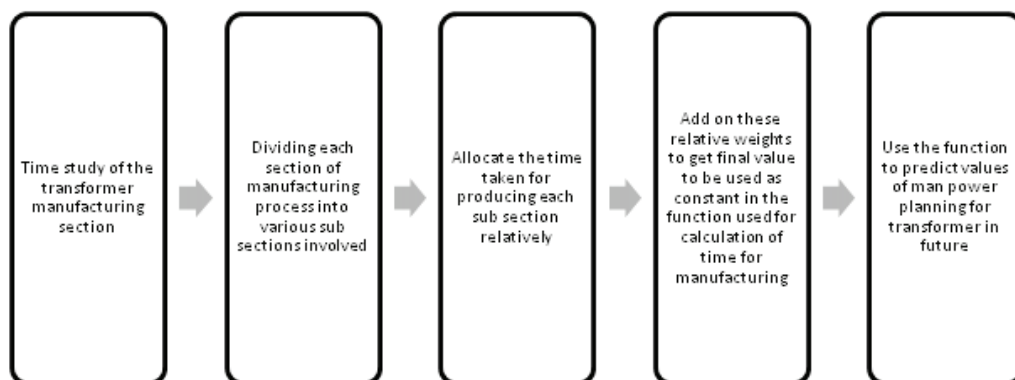 Time study of the
transformer
manufacturing
section
Dividing each
section of
manufacturing
process into
various sub
sections involved
Allocate the time
taken for
producing each
sub section
relatively
Add on these
relative weights
to get final value
to be used as
constant in the
function used for
calculation of
time for
manufacturing
Use the function
to predict values
of man power
planning for
transformer in
future